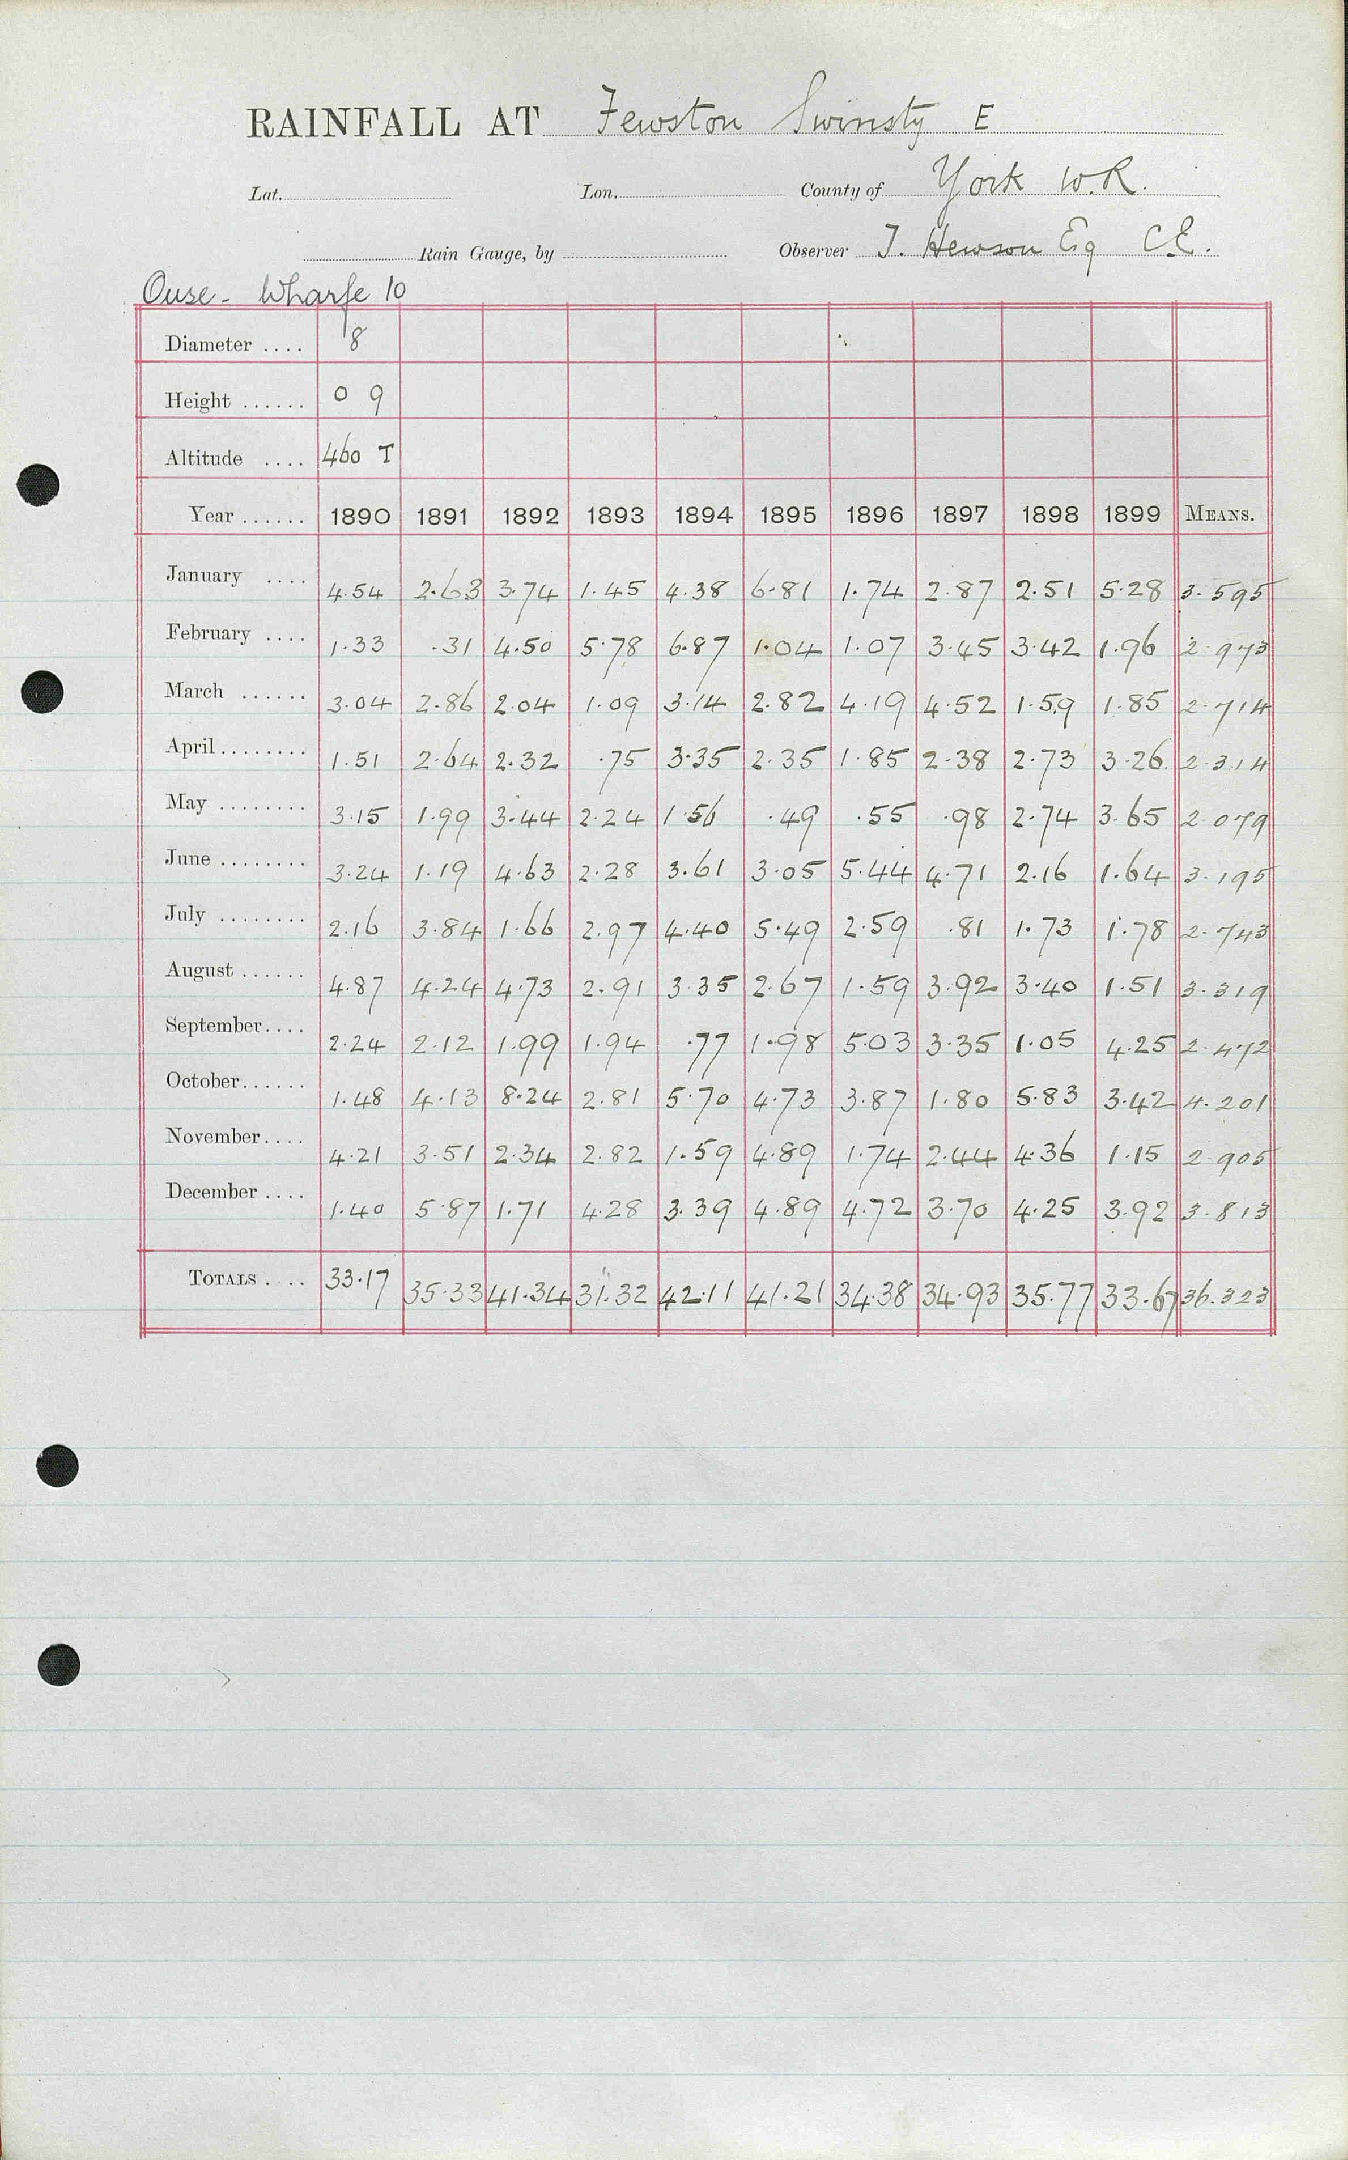 RAINFALL AT Fewston Swinsty E
Lat. Lon. County of York W.R.
Rain Gauge, by Observer T. Hewson Esq C.E.
Ouse - Wharfe 10
Diameter .... 8
Height ...... 0 9
Altitude .... 460 T
Year ...... 1890 1891 1892 1893 1894 1895 1896 1897 1898 1899 MEANS.
January .... 4.54 2.63 3.74 1.45 4.38 6.81 1.74 2.87 2.51 5.28 3.595
February .... 1.33 .31 4.50 5.78 6.87 1.04 1.07 3.45 3.42 1.96 2.973
March ...... 3.04 2.86 2.04 1.09 3.14 2.82 4.19 4.52 1.59 1.85 2.714
April ........ 1.51 2.64 2.32 .75 3.35 2.35 1.85 2.38 2.73 3.26 2.314
May ........ 3.15 1.99 3.44 2.24 1.56 .49 .55 .98 2.74 3.65 2.079
June ........ 3.24 1.19 4.63 2.28 3.61 3.05 5.44 4.71 2.16 1.64 3.195
July ........ 2.16 3.84 1.66 2.97 4.40 5.49 2.59 .81 1.73 1.78 2.743
August ...... 4.87 4.24 4.73 2.91 3.35 2.67 1.59 3.92 3.40 1.51 3.319
September .... 2.24 2.12 1.99 1.94 .77 1.98 5.03 3.35 1.05 4.25 2.472
October ...... 1.48 4.13 8.24 2.81 5.70 4.73 3.87 1.80 5.83 3.42 4.201
November .... 4.21 3.51 2.34 2.82 1.59 4.89 1.74 2.44 4.36 1.15 2.905
December .... 1.40 5.87 1.71 4.28 3.39 4.89 4.72 3.70 4.25 3.92 3.813
TOTALS .... 33.17 35.33 41.34 31.32 42.11 41.21 34.38 34.93 35.77 33.67 36.323